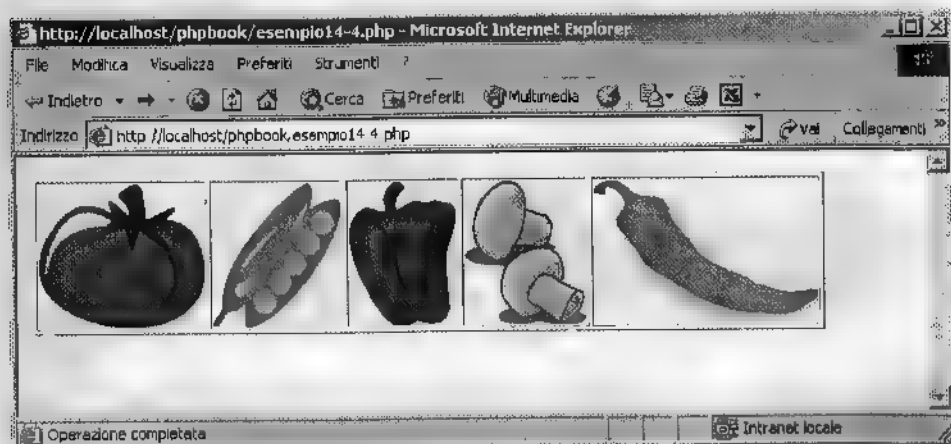 http://localhost/phpbook/esempio14-4.php - Microsoft Internet Explorer
File Modifica Visualizza Preferiti Strumenti ?
Indietro Cerca Preferiti Multimedia
Indirizzo http://localhost/phpbook/esempio14-4.php Vai Collegamenti »
Operazione completata Intranet locale